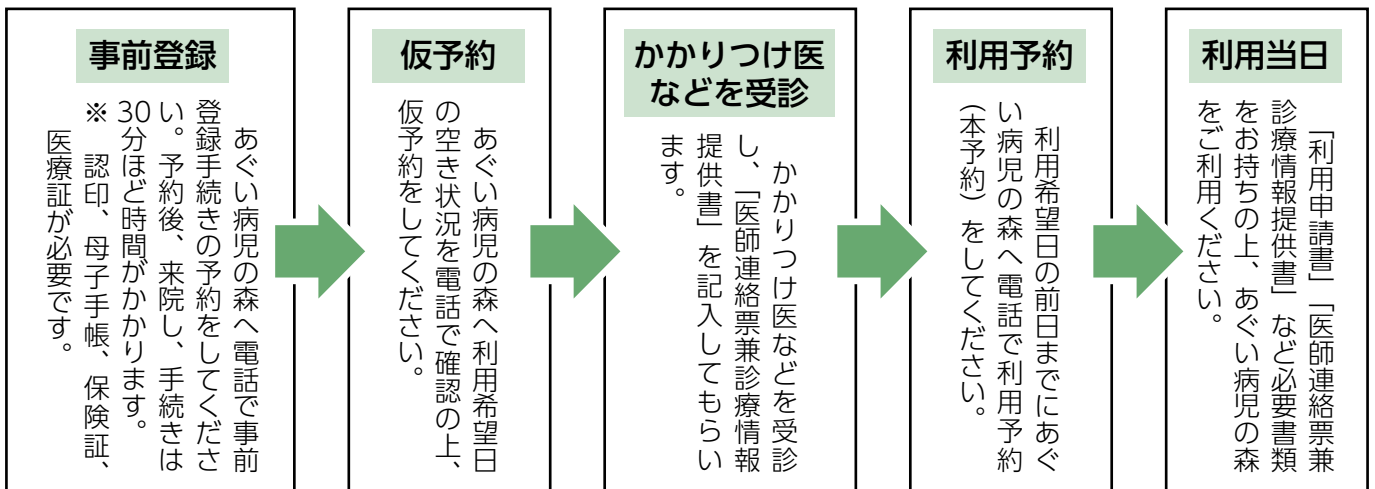 事前登録
あぐい病児の森へ電話で事前
登録手続きの予約をしてくださ
い。予約後、来院し、手続きは
30分ほど時間がかかります。
※　認印、母子手帳、保険証、
医療証が必要です。
仮予約
あぐい病児の森へ利用希望日
の空き状況を電話で確認の上、
仮予約をしてください。
かかりつけ医
などを受診
かかりつけ医などを受診
し、「医師連絡票兼診療情報
提供書」を記入してもらい
ます。
利用予約
利用希望日の前日までにあぐ
い病児の森へ電話で利用予約
（本予約）をしてください。
利用当日
「利用申請書」「医師連絡票兼
診療情報提供書」など必要書類
をお持ちの上、あぐい病児の森
をご利用ください。